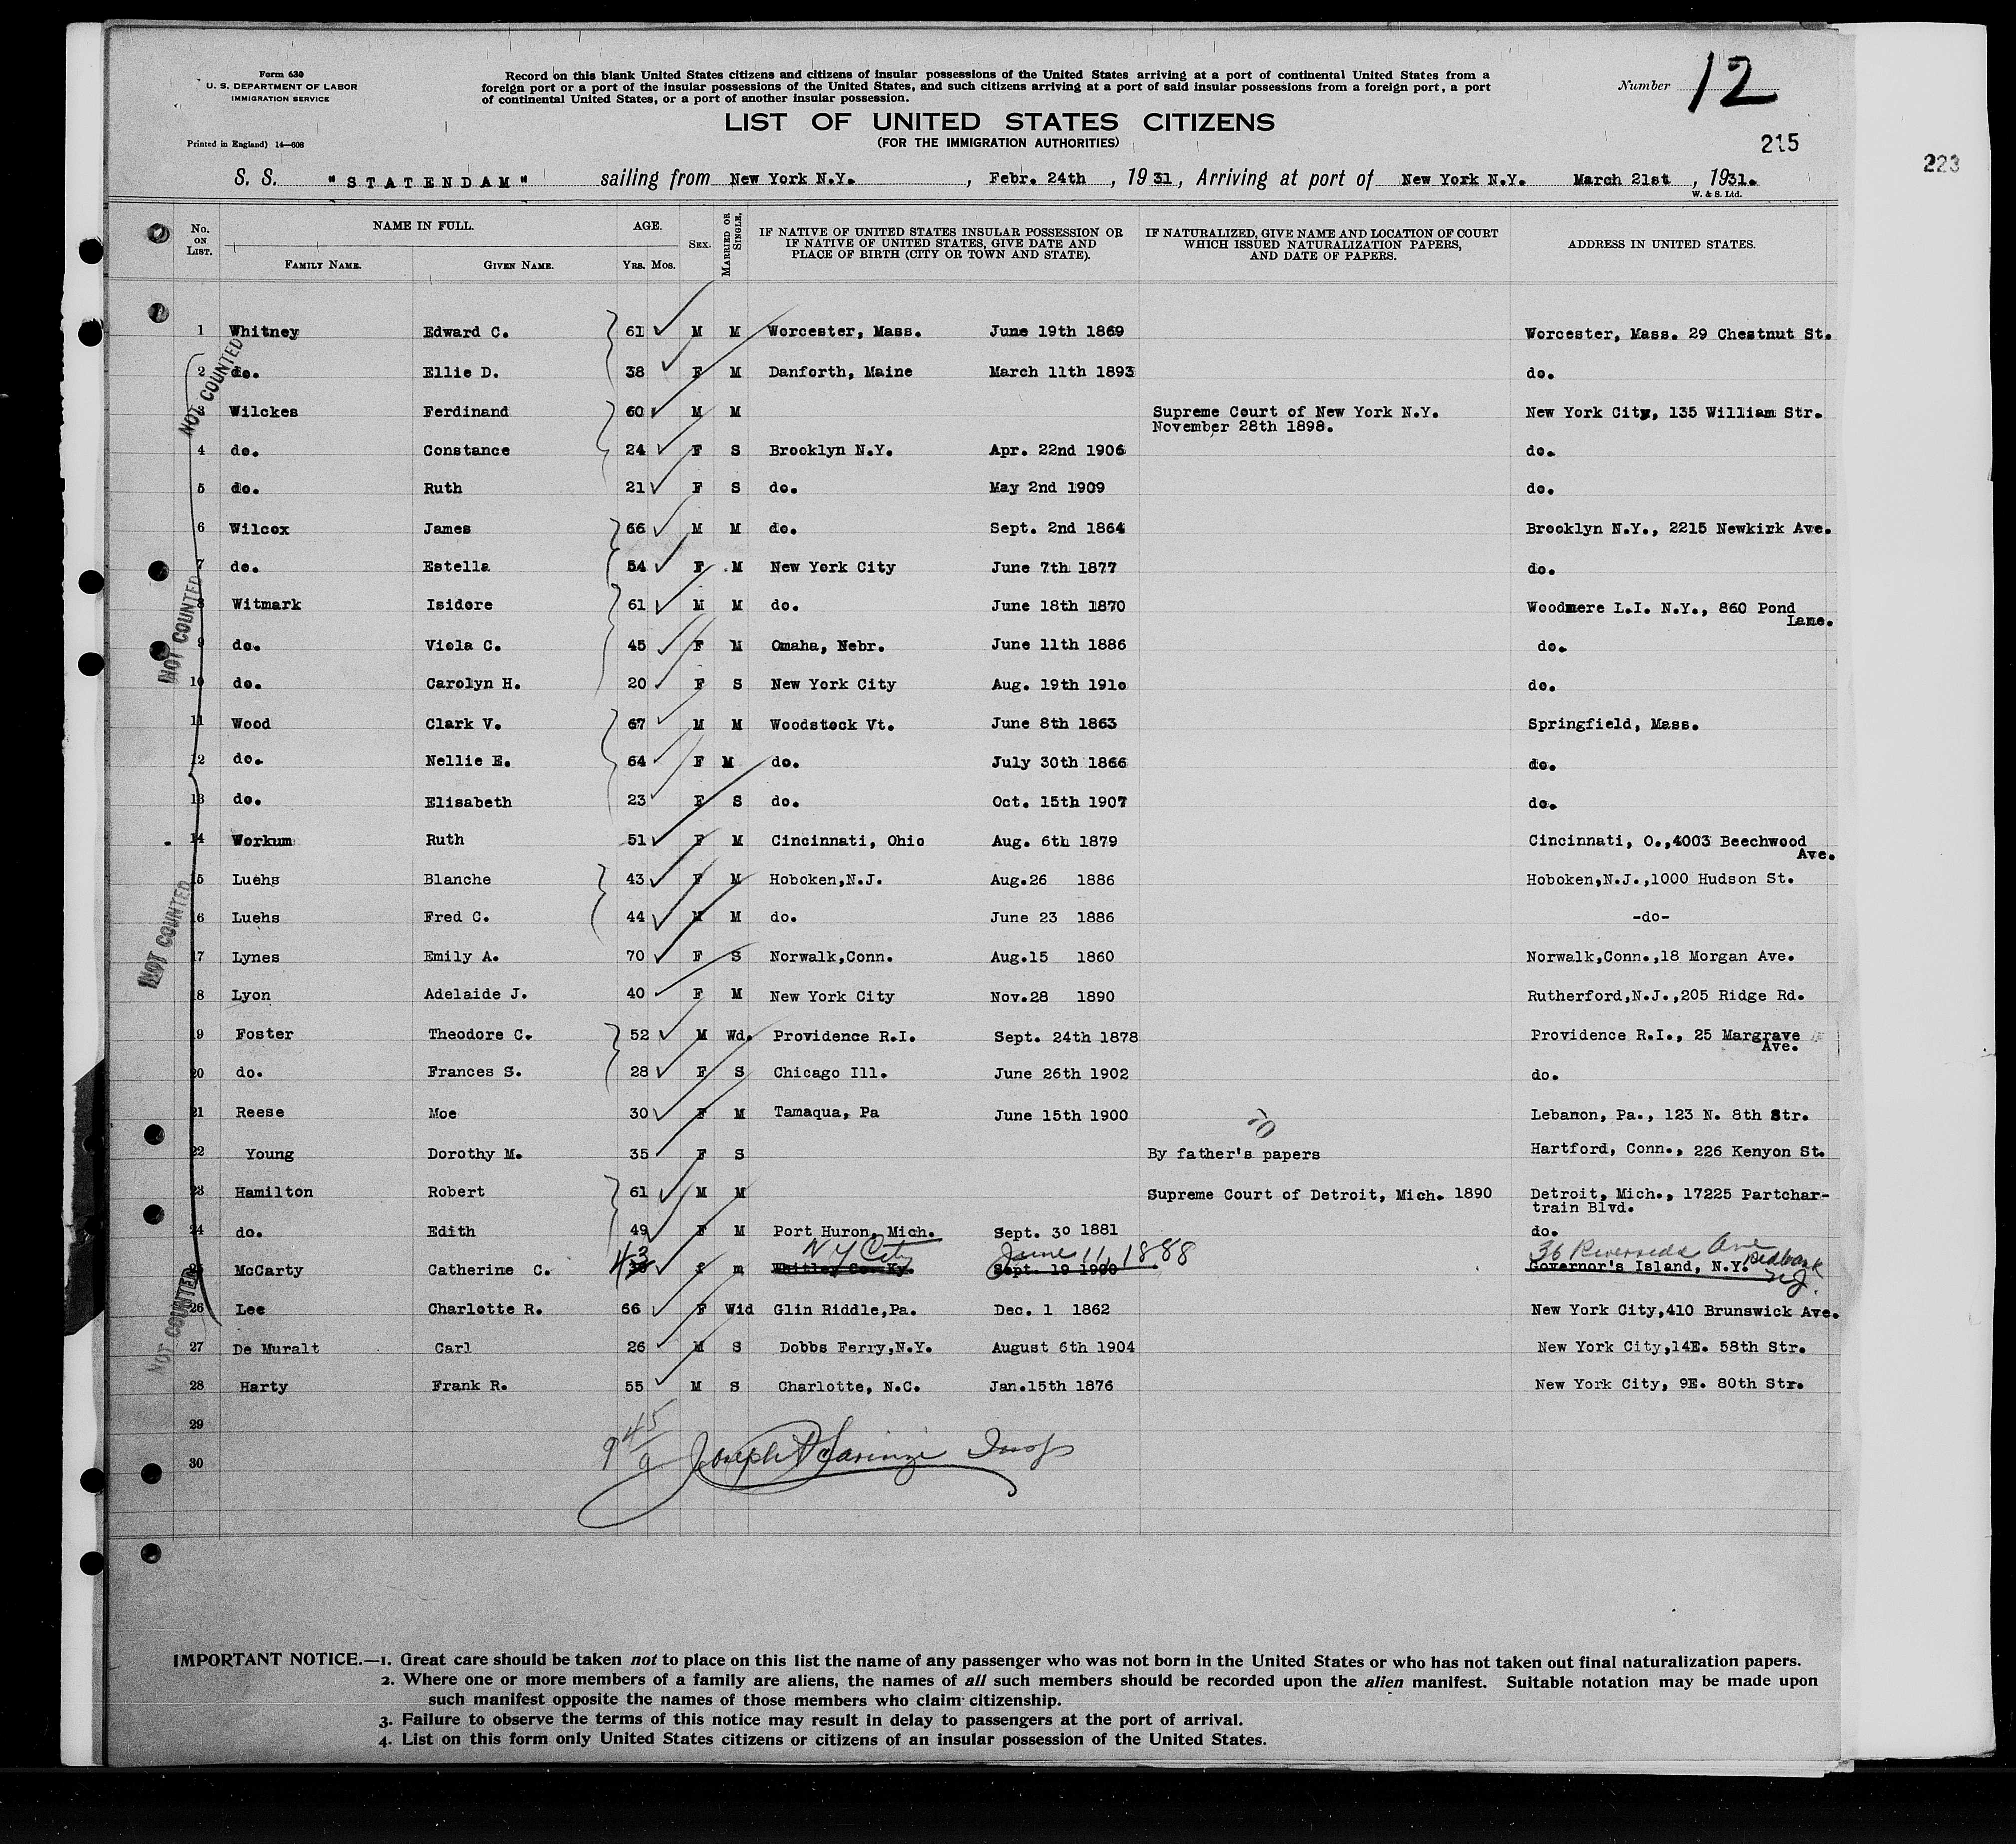 Form 630
U. S. DEPARTMENT OF LABOR
IMMIGRATION SERVICE
Printed in England) 14—608
Record on this blank United States citizens and citizens of insular possessions of the United States arriving at a port of continental United States from a
foreign port or a port of the insular possessions of the United States, and such citizens arriving at a port of said insular possessions from a foreign port, a port
of continental United States, or a port of another insular possession.
Number 12
LIST OF UNITED STATES CITIZENS
(FOR THE IMMIGRATION AUTHORITIES)
215
223
S. S. "STATENDAM" sailing from New York N.Y. , Febr. 24th , 1931, Arriving at port of New York N.Y. March 21st , 1931.
W. & S. Ltd.
No. ON LIST. NAME IN FULL. FAMILY NAME. GIVEN NAME. AGE. YRS. MOS. SEX. MARRIED OR SINGLE. IF NATIVE OF UNITED STATES INSULAR POSSESSION OR IF NATIVE OF UNITED STATES, GIVE DATE AND PLACE OF BIRTH (CITY OR TOWN AND STATE). IF NATURALIZED, GIVE NAME AND LOCATION OF COURT WHICH ISSUED NATURALIZATION PAPERS, AND DATE OF PAPERS. ADDRESS IN UNITED STATES.
1 Whitney Edward C. 61 M M Worcester, Mass. June 19th 1869 Worcester, Mass. 29 Chestnut St.
2 do. Ellie D. 38 F M Danforth, Maine March 11th 1893 do.
NOT COUNTED
3 Wilckes Ferdinand 60 M M Supreme Court of New York N.Y. New York City, 135 William Str.
November 28th 1898.
4 do. Constance 24 F S Brooklyn N.Y. Apr. 22nd 1906 do.
5 do. Ruth 21 F S do. May 2nd 1909 do.
6 Wilcox James 66 M M do. Sept. 2nd 1864 Brooklyn N.Y., 2215 Newkirk Ave.
7 do. Estella 54 F M New York City June 7th 1877 do.
8 Witmark Isidore 61 M M do. June 18th 1870 Woodmere L.I. N.Y., 860 Pond
Lane.
NOT COUNTED
9 do. Viola C. 45 F M Omaha, Nebr. June 11th 1886 do.
10 do. Carolyn H. 20 F S New York City Aug. 19th 1910 do.
11 Wood Clark V. 67 M M Woodstock Vt. June 8th 1863 Springfield, Mass.
12 do. Nellie E. 64 F M do. July 30th 1866 do.
13 do. Elisabeth 23 F S do. Oct. 15th 1907 do.
14 Workum Ruth 51 F M Cincinnati, Ohio Aug. 6th 1879 Cincinnati, O.,4003 Beechwood
Ave.
15 Luehs Blanche 43 F M Hoboken,N.J. Aug.26 1886 Hoboken,N.J.,1000 Hudson St.
16 Luehs Fred C. 44 M M do. June 23 1886 -do-
NOT COUNTED
17 Lynes Emily A. 70 F S Norwalk,Conn. Aug.15 1860 Norwalk,Conn.,18 Morgan Ave.
18 Lyon Adelaide J. 40 F M New York City Nov.28 1890 Rutherford,N.J.,205 Ridge Rd.
19 Foster Theodore C. 52 M Wd. Providence R.I. Sept. 24th 1878 Providence R.I., 25 Margrave
Ave.
20 do. Frances S. 28 F S Chicago Ill. June 26th 1902 do.
21 Reese Moe 30 F M Tamaqua, Pa June 15th 1900 Lebanon, Pa., 123 N. 8th Str.
22 Young Dorothy M. 35 F S By father's papers Hartford, Conn., 226 Kenyon St.
23 Hamilton Robert 61 M M Supreme Court of Detroit, Mich. 1890 Detroit, Mich., 17225 Partchar-
train Blvd.
24 do. Edith 49 F M Port Huron, Mich. Sept. 30 1881 do.
43 N Y City June 11, 1888 36 Riverside Ave Redbank
25 McCarty Catherine C. f m Whitley Co. Ky. Sept. 19 1900 Governor's Island, N.Y. NJ.
26 Lee Charlotte R. 66 F Wid Glin Riddle,Pa. Dec. 1 1862 New York City,410 Brunswick Ave.
NOT COUNTED
27 De Muralt Carl 26 M S Dobbs Ferry,N.Y. August 6th 1904 New York City,14E. 58th Str.
28 Harty Frank R. 55 M S Charlotte, N.C. Jan.15th 1876 New York City, 9E. 80th Str.
29
30 Joseph Insp
IMPORTANT NOTICE.—1. Great care should be taken not to place on this list the name of any passenger who was not born in the United States or who has not taken out final naturalization papers.
2. Where one or more members of a family are aliens, the names of all such members should be recorded upon the alien manifest. Suitable notation may be made upon
such manifest opposite the names of those members who claim citizenship.
3. Failure to observe the terms of this notice may result in delay to passengers at the port of arrival.
4. List on this form only United States citizens or citizens of an insular possession of the United States.